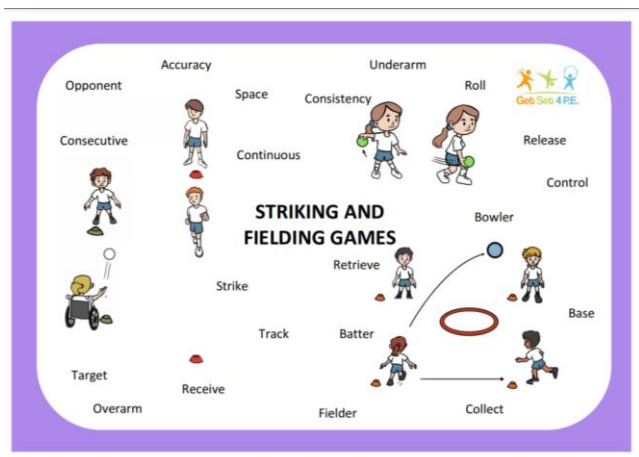 Accuracy
Underarm
Opponent
Roll
Space
Consistency
Get Set 4 P.E.
Consecutive
Release
Continuous
Control
STRIKING AND
FIELDING GAMES
Bowler
Retrieve
Strike
Base
Track
Batter
Target
Receive
Overarm
Fielder
Collect